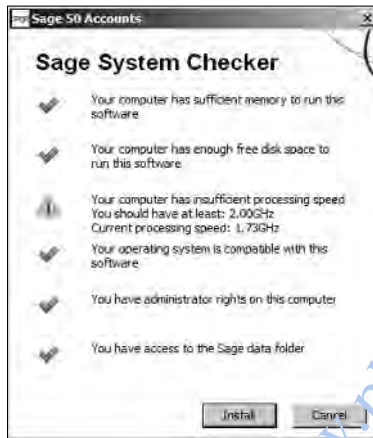 Sage 50 Accounts
Sage System Checker
Your computer has sufficient memory to run this
software
Your computer has enough free disk space to
run this software
Your computer has insufficient processing speed
You should have at least: 2.00GHz
Current processing speed: 1.73GHz
Your operating system is compatible with this
software
You have administrator rights on this computer
You have access to the Sage data folder
Install
Cancel